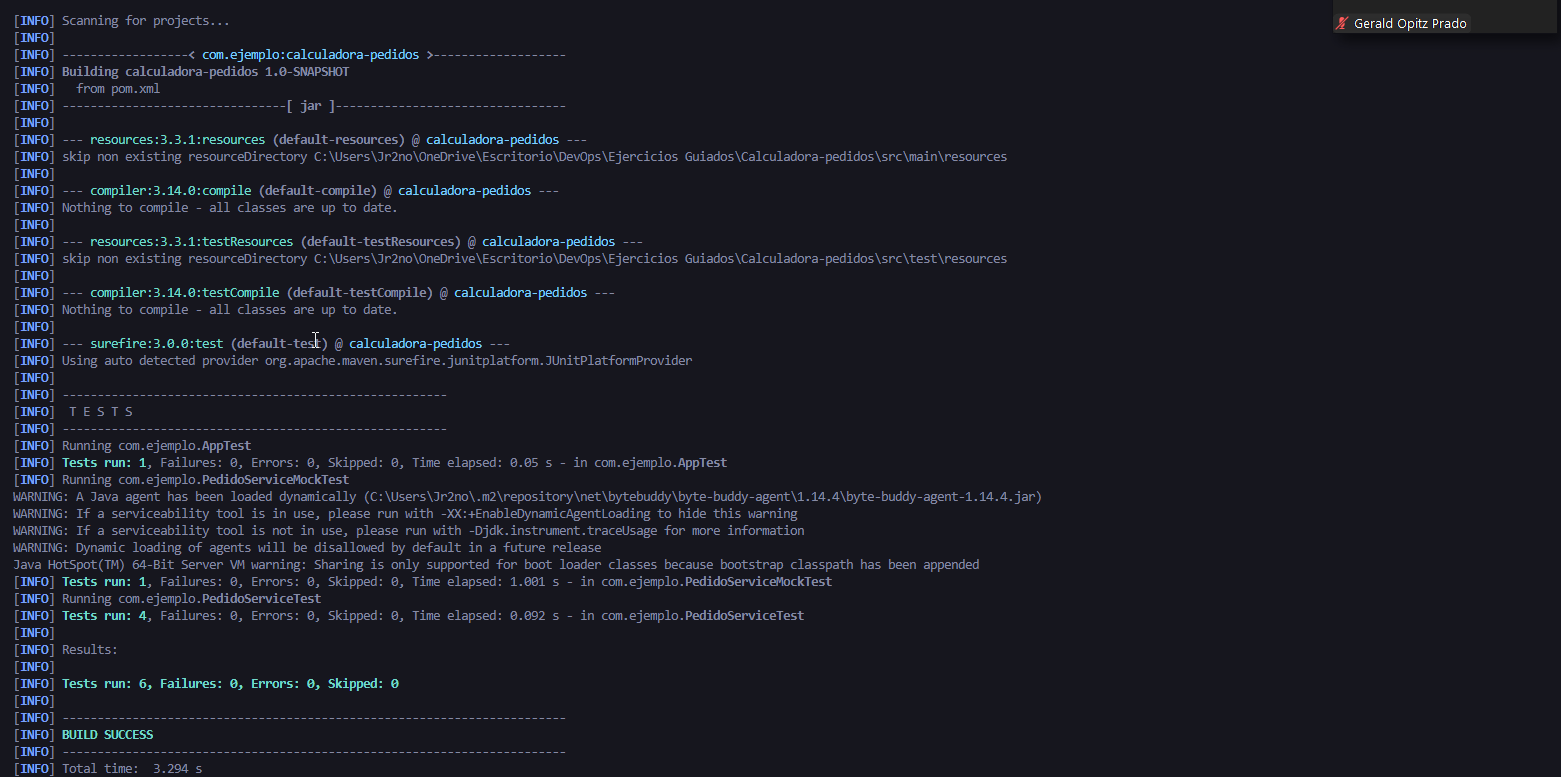 [INFO] Scanning for projects...
Gerald Opitz Prado
[INFO]
[INFO] ------------------< com.ejemplo:calculadora-pedidos >-------------------
[INFO] Building calculadora-pedidos 1.0-SNAPSHOT
[INFO]   from pom.xml
[INFO] --------------------------------[ jar ]---------------------------------
[INFO]
[INFO] --- resources:3.3.1:resources (default-resources) @ calculadora-pedidos ---
[INFO] skip non existing resourceDirectory C:\Users\Jr2no\OneDrive\Escritorio\DevOps\Ejercicios Guiados\Calculadora-pedidos\src\main\resources
[INFO]
[INFO] --- compiler:3.14.0:compile (default-compile) @ calculadora-pedidos ---
[INFO] Nothing to compile - all classes are up to date.
[INFO]
[INFO] --- resources:3.3.1:testResources (default-testResources) @ calculadora-pedidos ---
[INFO] skip non existing resourceDirectory C:\Users\Jr2no\OneDrive\Escritorio\DevOps\Ejercicios Guiados\Calculadora-pedidos\src\test\resources
[INFO]
[INFO] --- compiler:3.14.0:testCompile (default-testCompile) @ calculadora-pedidos ---
[INFO] Nothing to compile - all classes are up to date.
[INFO]
[INFO] --- surefire:3.0.0:test (default-test) @ calculadora-pedidos ---
[INFO] Using auto detected provider org.apache.maven.surefire.junitplatform.JUnitPlatformProvider
[INFO]
[INFO] -------------------------------------------------------
[INFO]  T E S T S
[INFO] -------------------------------------------------------
[INFO] Running com.ejemplo.AppTest
[INFO] Tests run: 1, Failures: 0, Errors: 0, Skipped: 0, Time elapsed: 0.05 s - in com.ejemplo.AppTest
[INFO] Running com.ejemplo.PedidoServiceMockTest
WARNING: A Java agent has been loaded dynamically (C:\Users\Jr2no\.m2\repository\net\bytebuddy\byte-buddy-agent\1.14.4\byte-buddy-agent-1.14.4.jar)
WARNING: If a serviceability tool is in use, please run with -XX:+EnableDynamicAgentLoading to hide this warning
WARNING: If a serviceability tool is not in use, please run with -Djdk.instrument.traceUsage for more information
WARNING: Dynamic loading of agents will be disallowed by default in a future release
Java HotSpot(TM) 64-Bit Server VM warning: Sharing is only supported for boot loader classes because bootstrap classpath has been appended
[INFO] Tests run: 1, Failures: 0, Errors: 0, Skipped: 0, Time elapsed: 1.001 s - in com.ejemplo.PedidoServiceMockTest
[INFO] Running com.ejemplo.PedidoServiceTest
[INFO] Tests run: 4, Failures: 0, Errors: 0, Skipped: 0, Time elapsed: 0.092 s - in com.ejemplo.PedidoServiceTest
[INFO]
[INFO] Results:
[INFO]
[INFO] Tests run: 6, Failures: 0, Errors: 0, Skipped: 0
[INFO]
[INFO] ------------------------------------------------------------------------
[INFO] BUILD SUCCESS
[INFO] ------------------------------------------------------------------------
[INFO] Total time:  3.294 s